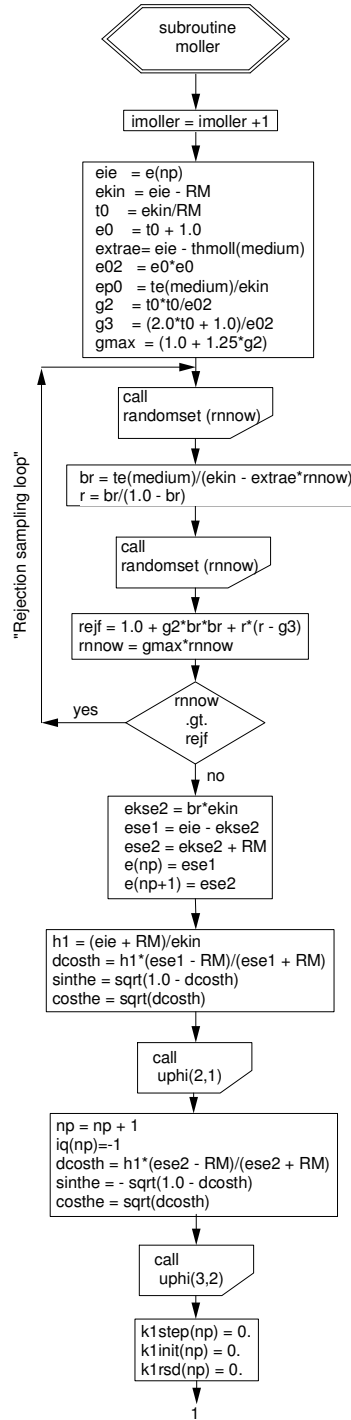 subroutine
moller
imoller = imoller +1
eie = e(np)
ekin = eie - RM
t0 = ekin/RM
e0 = t0 + 1.0
extrae= eie - thmoll(medium)
e02 = e0*e0
ep0 = te(medium)/ekin
g2 = t0*t0/e02
g3 = (2.0*t0 + 1.0)/e02
gmax = (1.0 + 1.25*g2)
call
randomset (rnnow)
"Rejection sampling loop"
br = te(medium)/(ekin - extrae*rnnow)
r = br/(1.0 - br)
call
randomset (rnnow)
rejf = 1.0 + g2*br*br + r*(r - g3)
rnnow = gmax*rnnow
rnnow
.gt.
rejf
yes
no
ekse2 = br*ekin
ese1 = eie - ekse2
ese2 = ekse2 + RM
e(np) = ese1
e(np+1) = ese2
h1 = (eie + RM)/ekin
dcosth = h1*(ese1 - RM)/(ese1 + RM)
sinthe = sqrt(1.0 - dcosth)
costhe = sqrt(dcosth)
call
uphi(2,1)
np = np + 1
iq(np)=-1
dcosth = h1*(ese2 - RM)/(ese2 + RM)
sinthe = - sqrt(1.0 - dcosth)
costhe = sqrt(dcosth)
call
uphi(3,2)
k1step(np) = 0.
k1init(np) = 0.
k1rsd(np) = 0.
1